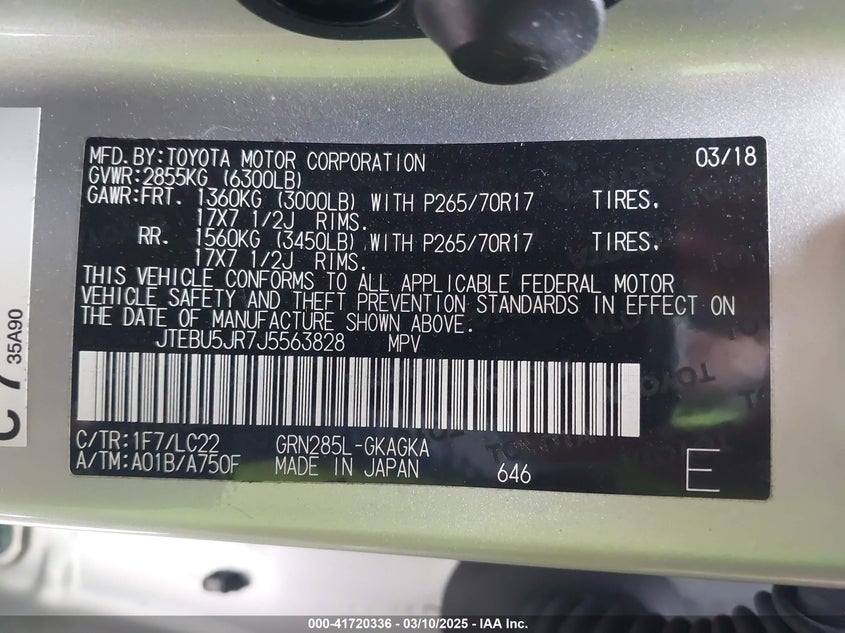 MFD. BY:TOYOTA MOTOR CORPORATION 03/18
GVWR:2855KG (6300LB)
GAWR:FRT. 1360KG (3000LB) WITH P265/70R17 TIRES.
17X7 1/2J RIMS.
RR. 1560KG (3450LB) WITH P265/70R17 TIRES.
17X7 1/2J RIMS.
THIS VEHICLE CONFORMS TO ALL APPLICABLE FEDERAL MOTOR
VEHICLE SAFETY AND THEFT PREVENTION STANDARDS IN EFFECT ON
THE DATE OF MANUFACTURE SHOWN ABOVE.
JTEBU5JR7J5563828 MPV
C/TR:1F7/LC22 GRN285L-GKAGKA
A/TM:A01B/A750F MADE IN JAPAN 646 E
35A90
TOYOTA
000-41720336 - 03/10/2025 - IAA Inc.